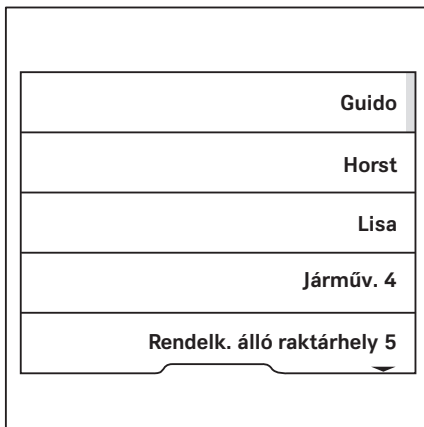 Guido
Horst
Lisa
Járműv. 4
Rendelk. álló raktárhely 5